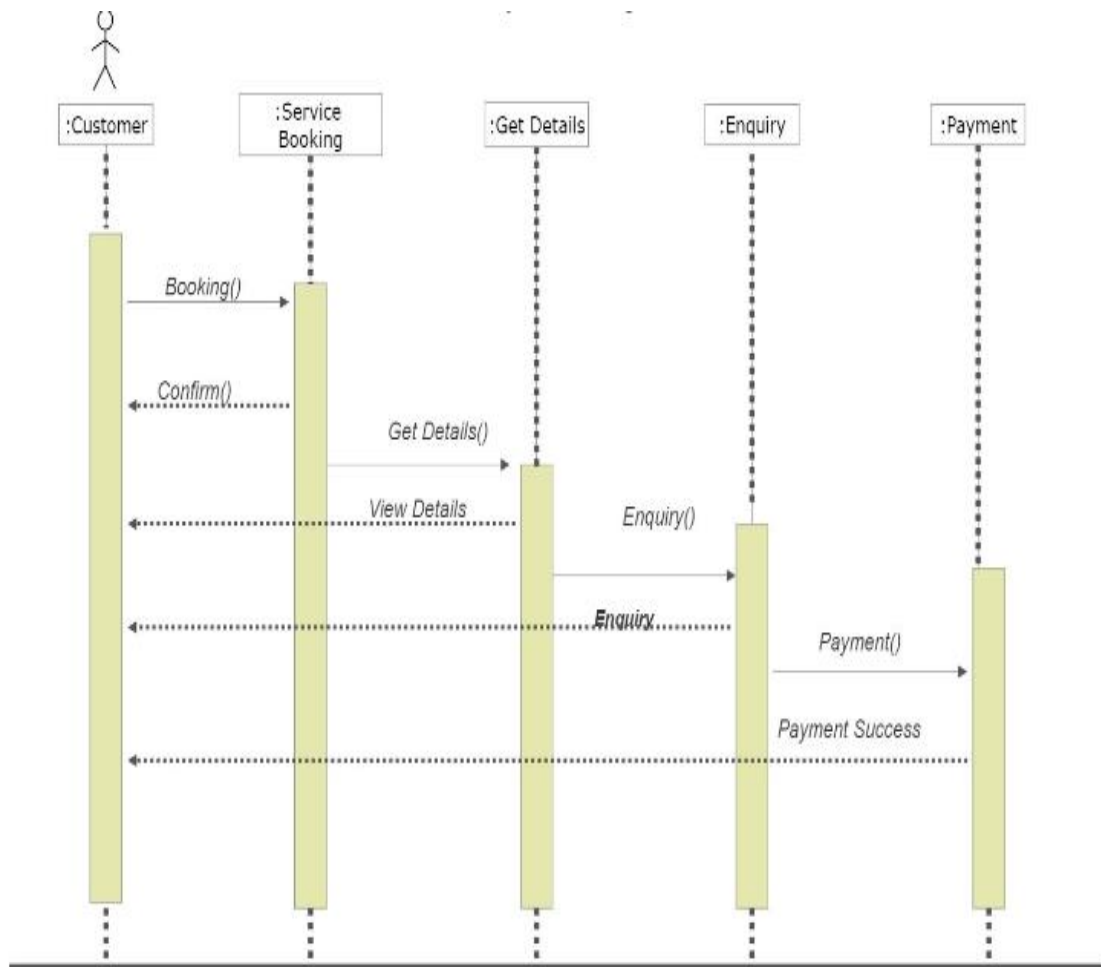 :Customer
:Service
Booking
:Get Details
:Enquiry
:Payment
Booking()
Confirm()
Get Details()
View Details
Enquiry()
Enquiry
Payment()
Payment Success